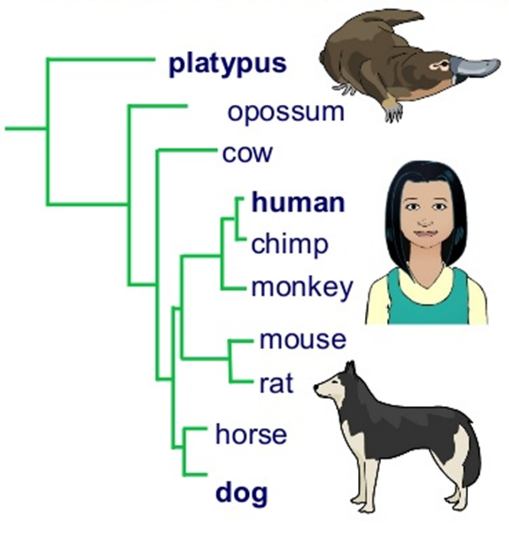 platypus
opossum
cow
human
chimp
monkey
mouse
rat
horse
dog